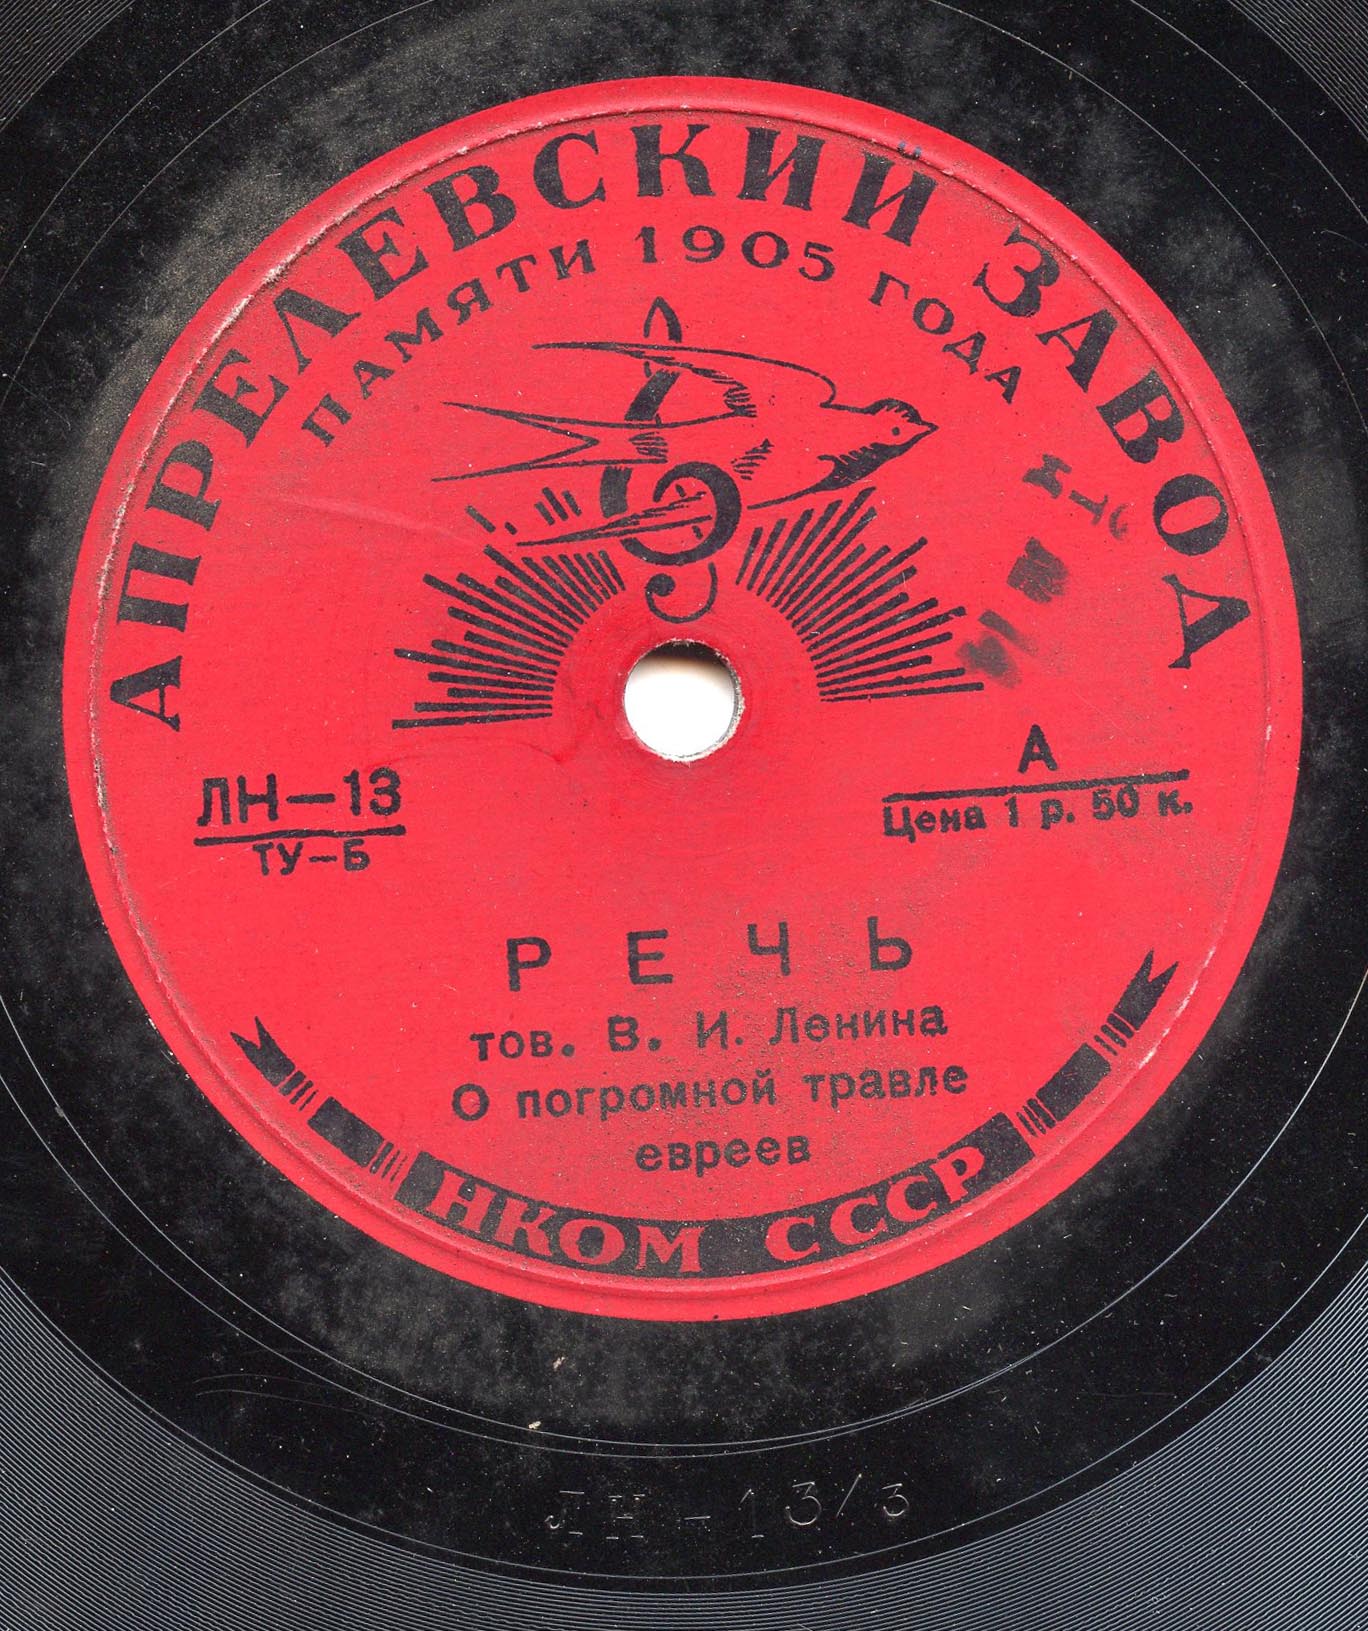 АПРЕЛЕВСКИЙ ЗАВОД
ПАМЯТИ 1905 ГОДА
ЛН-13
ТУ-Б
А
Цена 1 р. 50 к.
РЕЧЬ
тов. В. И. Ленина
О погромной травле
евреев
НКОМ СССР
ЛН-13/3